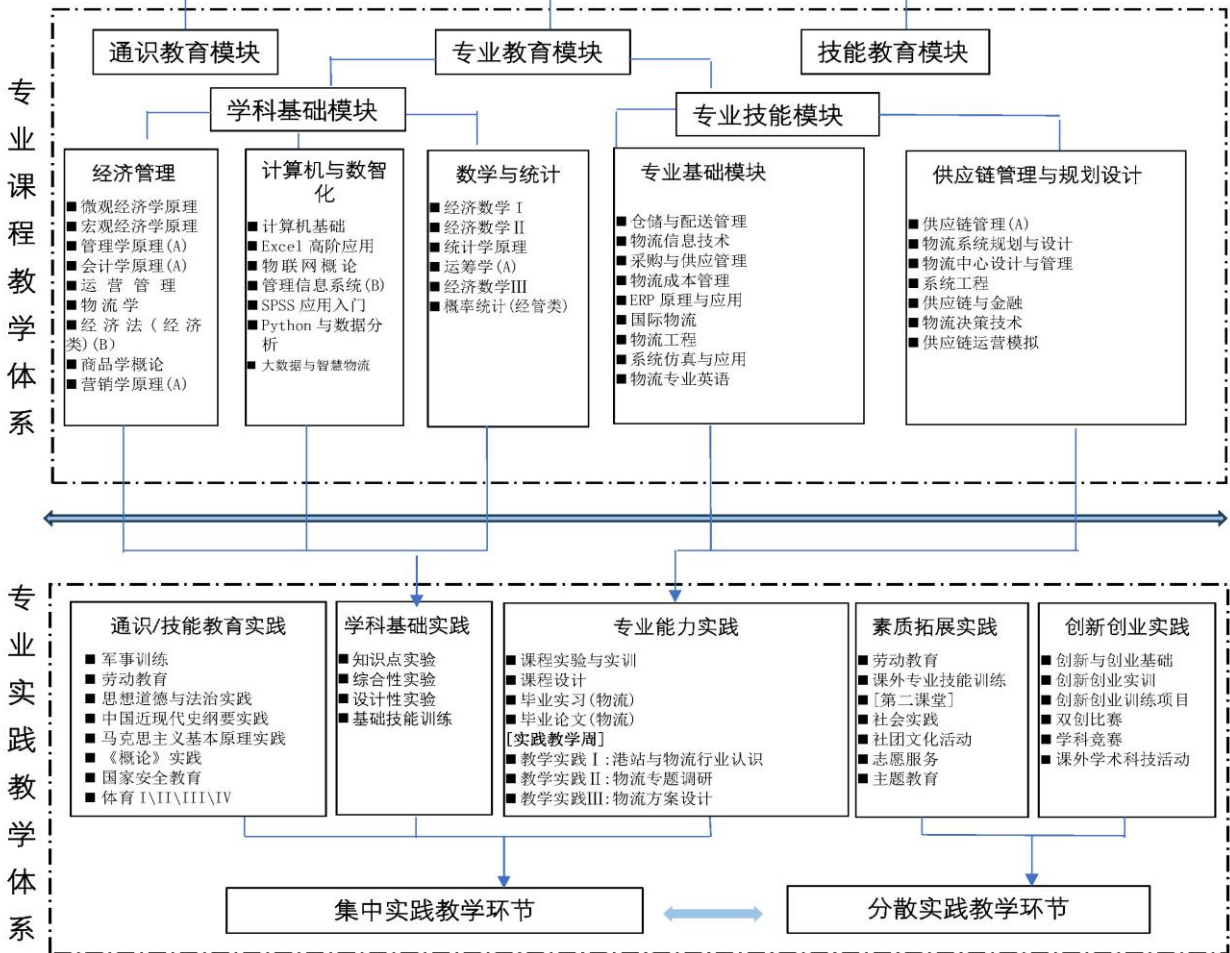 专业课程教学体系
通识教育模块
专业教育模块
技能教育模块
学科基础模块
专业技能模块
经济管理
■微观经济学原理
■宏观经济学原理
■管理学原理(A)
■会计学原理(A)
■运营管理
■物流学
■经济法(经济
类)(B)
■商品学概论
■营销学原理(A)
计算机与数智
化
■计算机基础
■Excel 高阶应用
■物联网概论
■管理信息系统(B)
■SPSS 应用入门
■Python 与数据分
析
■大数据与智慧物流
数学与统计
■经济数学Ⅰ
■经济数学Ⅱ
■统计学原理
■运筹学(A)
■经济数学Ⅲ
■概率统计(经管类)
专业基础模块
■仓储与配送管理
■物流信息技术
■采购与供应管理
■物流成本管理
■ERP 原理与应用
■国际物流
■物流工程
■系统仿真与应用
■物流专业英语
供应链管理与规划设计
■供应链管理(A)
■物流系统规划与设计
■物流中心设计与管理
■系统工程
■供应链与金融
■物流决策技术
■供应链运营模拟
专业实践教学体系
通识/技能教育实践
■ 军事训练
■ 劳动教育
■ 思想道德与法治实践
■ 中国近现代史纲要实践
■ 马克思主义基本原理实践
■ 《概论》实践
■ 国家安全教育
■ 体育 I\II\III\IV
学科基础实践
■ 知识点实验
■ 综合性实验
■ 设计性实验
■ 基础技能训练
专业能力实践
■ 课程实验与实训
■ 课程设计
■ 毕业实习(物流)
■ 毕业论文(物流)
[实践教学周]
■ 教学实践Ⅰ:港站与物流行业认识
■ 教学实践Ⅱ:物流专题调研
■ 教学实践Ⅲ:物流方案设计
素质拓展实践
■ 劳动教育
■ 课外专业技能训练
■ [第二课堂]
■ 社会实践
■ 社团文化活动
■ 志愿服务
■ 主题教育
创新创业实践
■ 创新与创业基础
■ 创新创业实训
■ 创新创业训练项目
■ 双创比赛
■ 学科竞赛
■ 课外学术科技活动
集中实践教学环节
分散实践教学环节